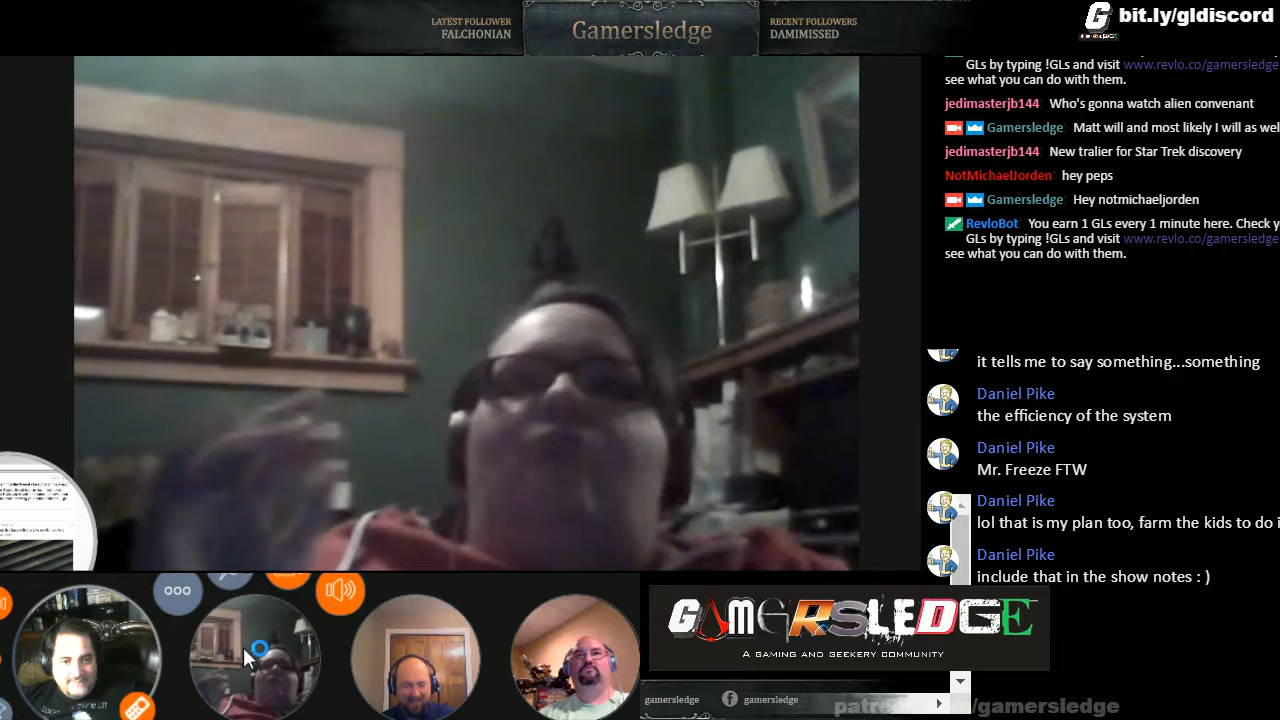 LATEST FOLLOWER
FALCHONIAN
Gamersledge
RECENT FOLLOWERS
DAMIMISSED
bit.ly/gldiscord
GLs by typing !GLs and visit www.revlo.co/gamersledge
see what you can do with them.
jedimasterjb144 Who's gonna watch alien convenant
Gamersledge: Matt will and most likely I will as wel
jedimasterjb144 New tralier for Star Trek discovery
NotMichaelJorden: hey peps
Gamersledge: Hey notmichaeljorden
RevloBot: You earn 1 GLs every 1 minute here. Check y
GLs by typing !GLs and visit www.revlo.co/gamersledge
see what you can do with them.
it tells me to say something...something
Daniel Pike
the efficiency of the system
Daniel Pike
Mr. Freeze FTW
Daniel Pike
lol that is my plan too, farm the kids to do i
Daniel Pike
include that in the show notes : )
GAMERSLEDGE
A GAMING AND GEEKERY COMMUNITY
gamersledge
gamersledge
/gamersledge